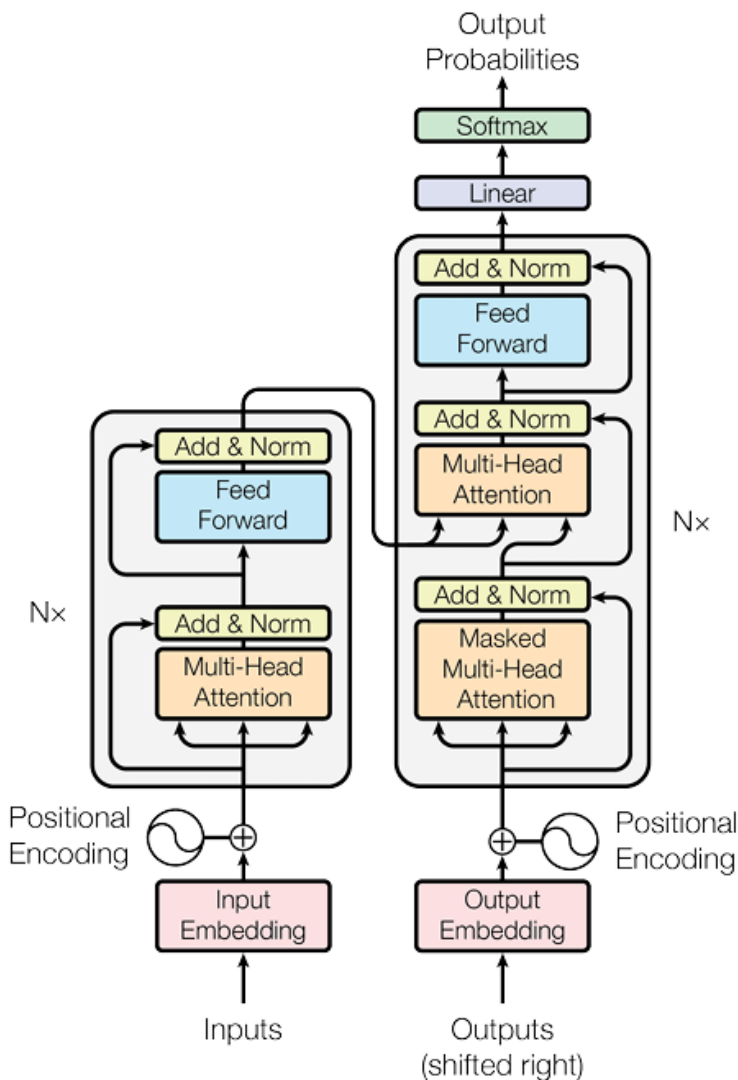 Output
Probabilities
Softmax
Linear
Add & Norm
Feed
Forward
Add & Norm
Multi-Head
Attention
Nx
Add & Norm
Masked
Multi-Head
Attention
Add & Norm
Feed
Forward
Nx
Add & Norm
Multi-Head
Attention
Positional
Encoding
Positional
Encoding
Input
Embedding
Output
Embedding
Inputs
Outputs
(shifted right)